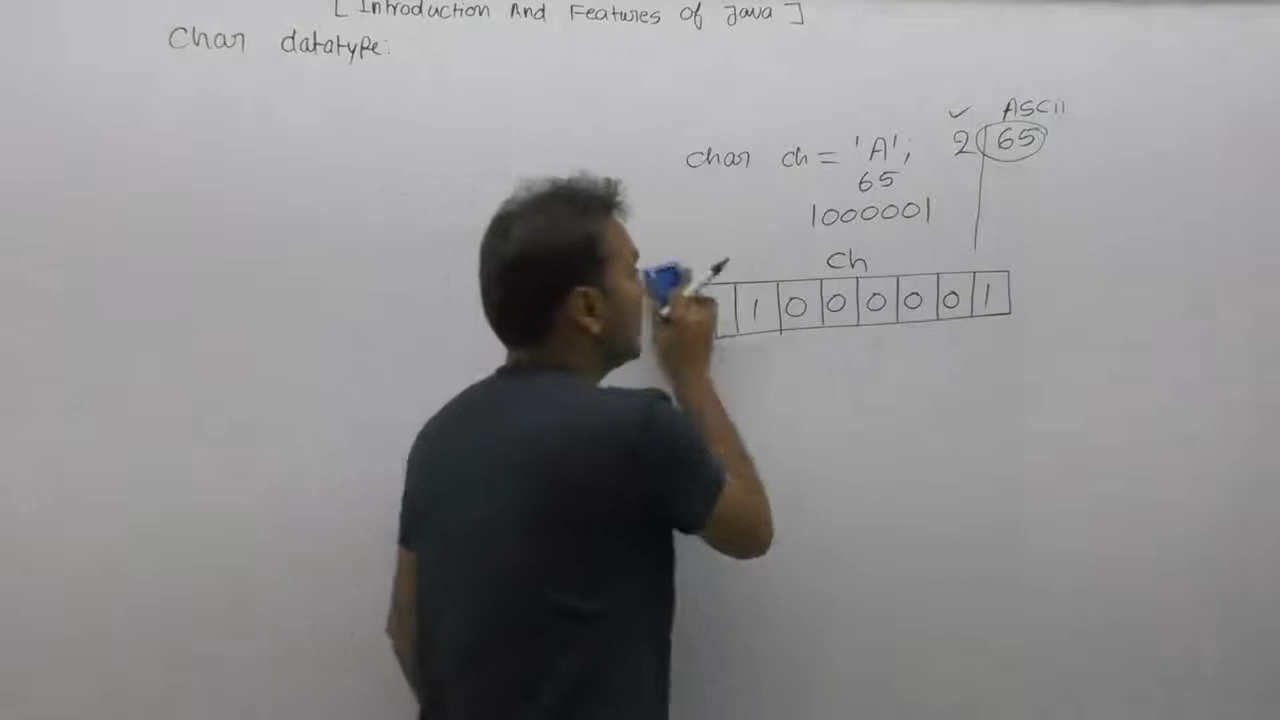 [ Introduction And Features Of Java ]
Char datatype:
ASCII
char ch = 'A'; 2 65
65
1000001
ch
1 0 0 0 0 0 1